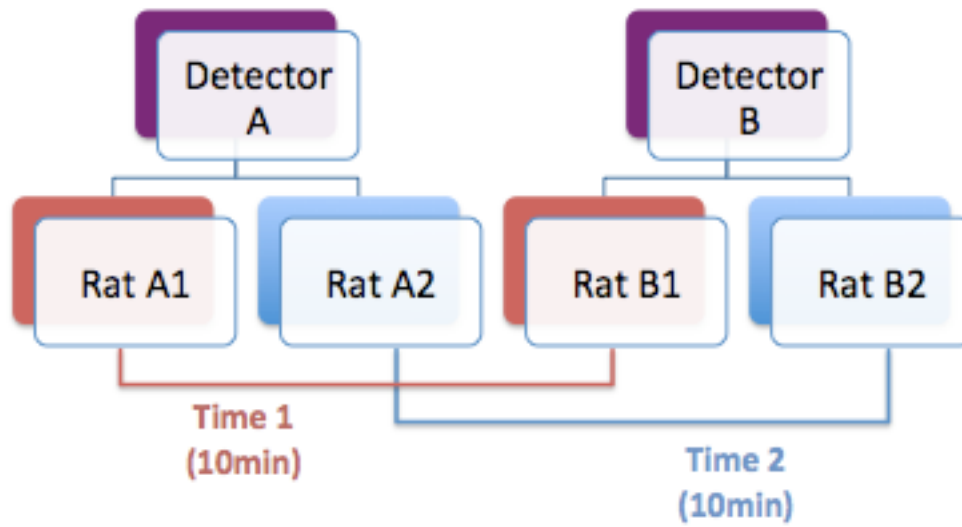 Detector
A
Detector
B
Rat A1
Rat A2
Rat B1
Rat B2
Time 1
(10min)
Time 2
(10min)